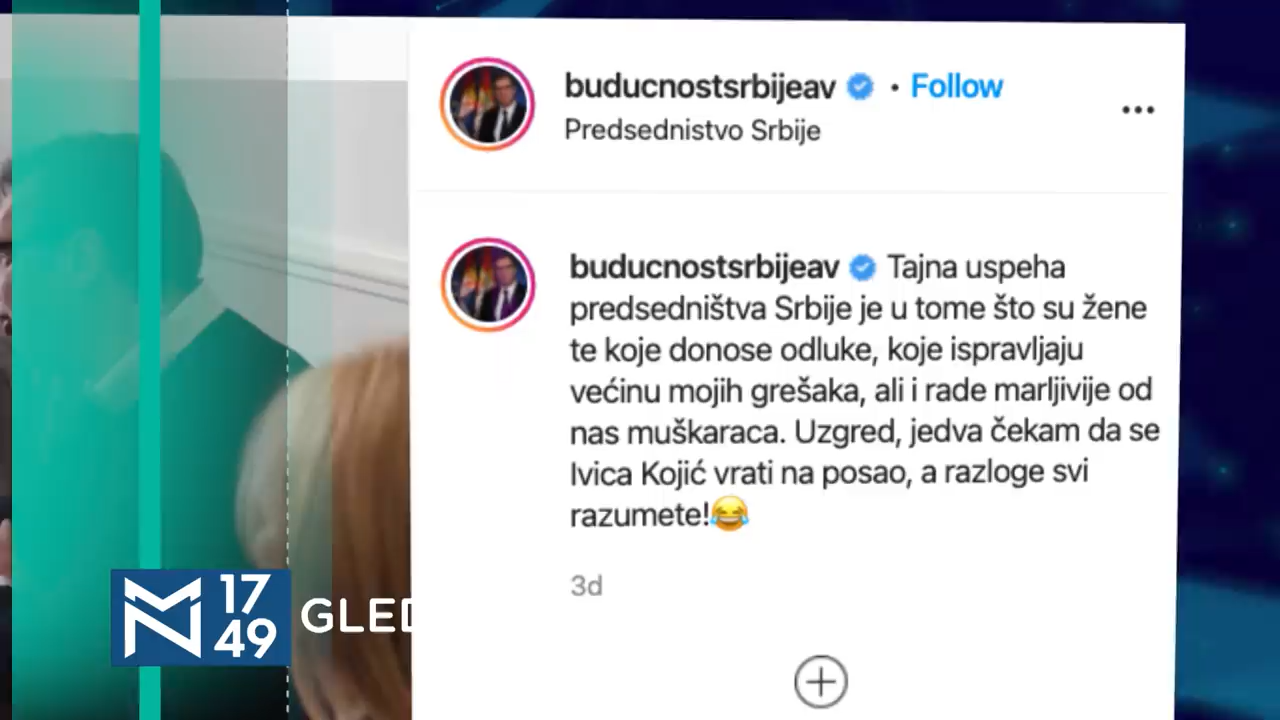 buducnostsrbijeav • Follow
Predsedništvo Srbije
buducnostsrbijeav Tajna uspeha
predsedništva Srbije je u tome što su žene
te koje donose odluke, koje ispravljaju
većinu mojih grešaka, ali i rade marljivije od
nas muškaraca. Uzgred, jedva čekam da se
Ivica Kojić vrati na posao, a razloge svi
razumete!😂
3d
N
17
49
GLED